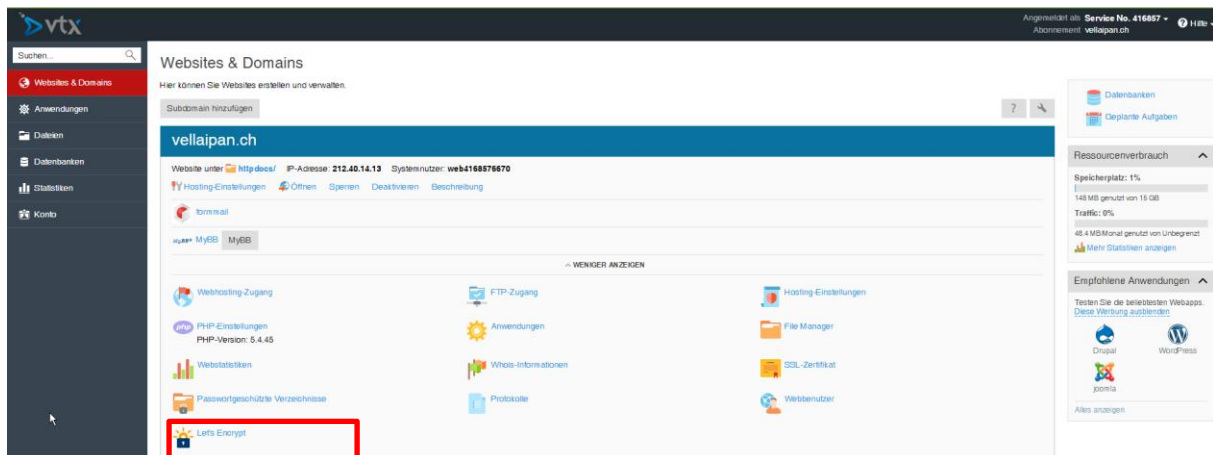 vtx
Angemeldet als Service No. 416857
Abonnement vellaipan.ch
Hilfe
Suchen...
Websites & Domains
Anwendungen
Dateien
Datenbanken
Statistiken
Konto
Websites & Domains
Hier können Sie Websites erstellen und verwalten.
Subdomain hinzufügen
?
vellaipan.ch
Website unter httpdocs/ IP-Adresse: 212.40.14.13 Systemnutzer: web4168576670
Hosting-Einstellungen Öffnen Sperren Deaktivieren Beschreibung
formmail
MyBB MyBB MyBB
WENIGER ANZEIGEN
Webhosting-Zugang
FTP-Zugang
Hosting-Einstellungen
php PHP-Einstellungen
PHP-Version: 5.4.45
Anwendungen
File Manager
Webstatistiken
Whois-Informationen
SSL-Zertifikat
Passwortgeschützte Verzeichnisse
Protokolle
Webbenutzer
Let's Encrypt
Datenbanken
Geplante Aufgaben
Ressourcenverbrauch
Speicherplatz: 1%
148 MB genutzt von 15 GB
Traffic: 0%
48.4 MB/Monat genutzt von Unbegrenzt
Mehr Statistiken anzeigen
Empfohlene Anwendungen
Testen Sie die beliebtesten Webapps.
Diese Werbung ausblenden
Drupal
WordPress
joomla
Alles anzeigen